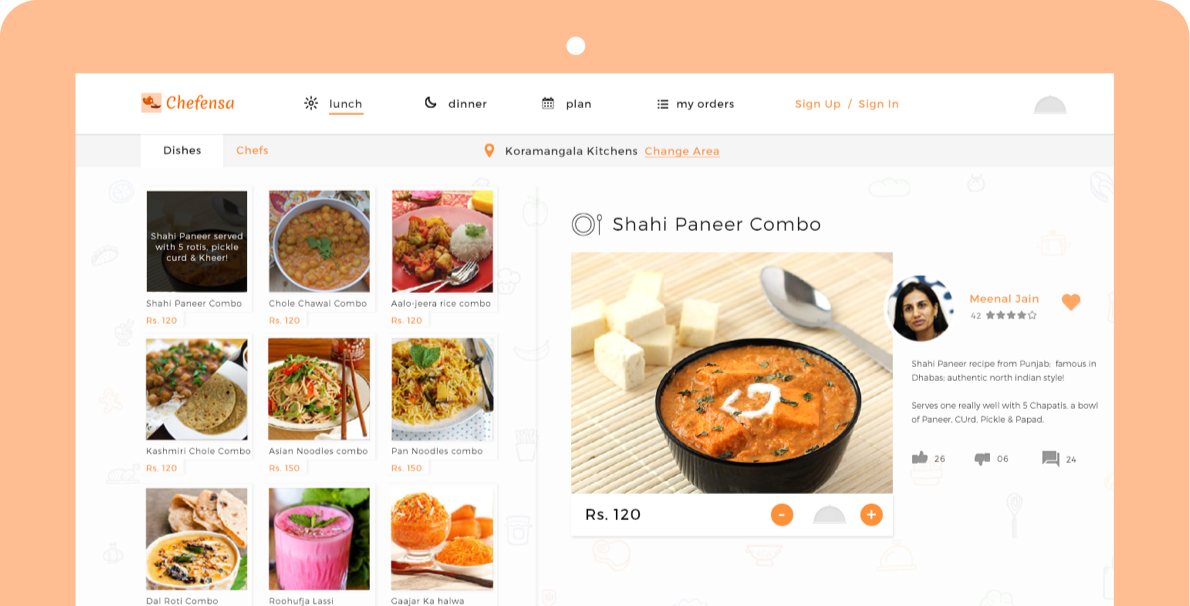 Chefensa
lunch
dinner
plan
my orders
Sign Up / Sign In
Dishes
Chefs
Koramangala Kitchens Change Area
Shahi Paneer served
with 5 rotis, pickle
curd & Kheer!
Shahi Paneer Combo
Rs. 120
Chole Chawal Combo
Rs. 120
Aalo-jeera rice combo
Rs. 120
Kashmiri Chole Combo
Rs. 120
Asian Noodles combo
Rs. 150
Pan Noodles combo
Rs. 150
Dal Roti Combo
Roohufja Lassi
Gaajar Ka halwa
Shahi Paneer Combo
Rs. 120
-
+
Meenal Jain
42
Shahi Paneer recipe from Punjab; famous in
Dhabas; authentic north indian style!
Serves one really well with 5 Chapatis, a bowl
of Paneer, CUrd, Pickle & Papad.
26
06
24